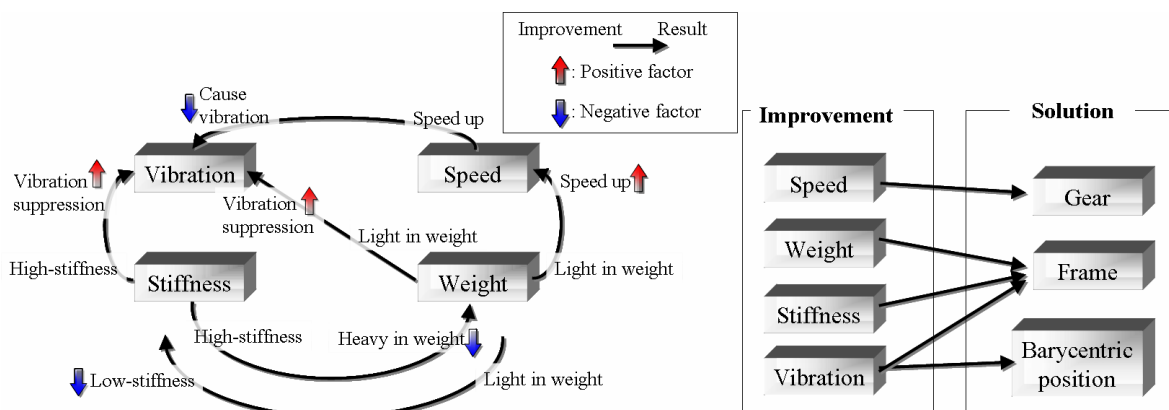 Improvement
Result
: Positive factor
: Negative factor
Cause
vibration
Speed up
Vibration
Speed
Vibration
suppression
Vibration
suppression
Speed up
Light in weight
High-stiffness
Stiffness
Weight
Light in weight
High-stiffness
Heavy in weight
Low-stiffness
Light in weight
Improvement
Speed
Weight
Stiffness
Vibration
Solution
Gear
Frame
Barycentric
position